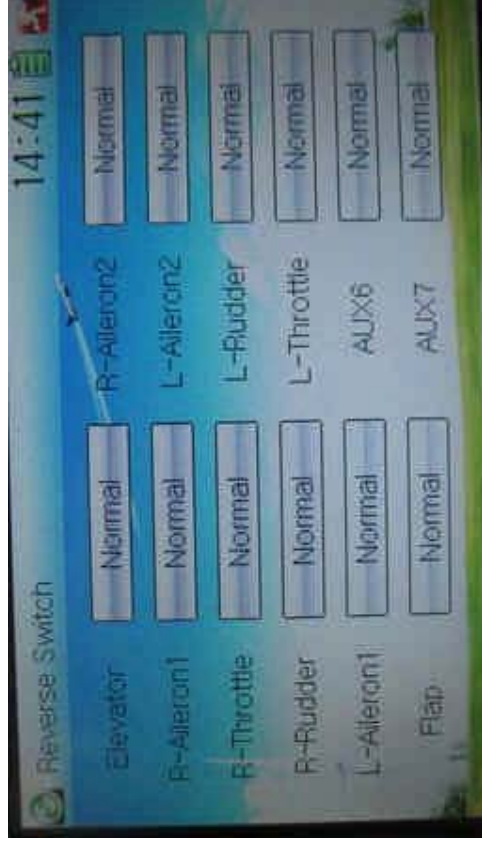 Reverse Switch 14:41
Elevator Normal R-Aileron2 Normal
R-Aileron1 Normal L-Aileron2 Normal
R-Throttle Normal L-Rudder Normal
R-Rudder Normal L-Throttle Normal
L-Aileron1 Normal AUX6 Normal
Flap Normal AUX7 Normal